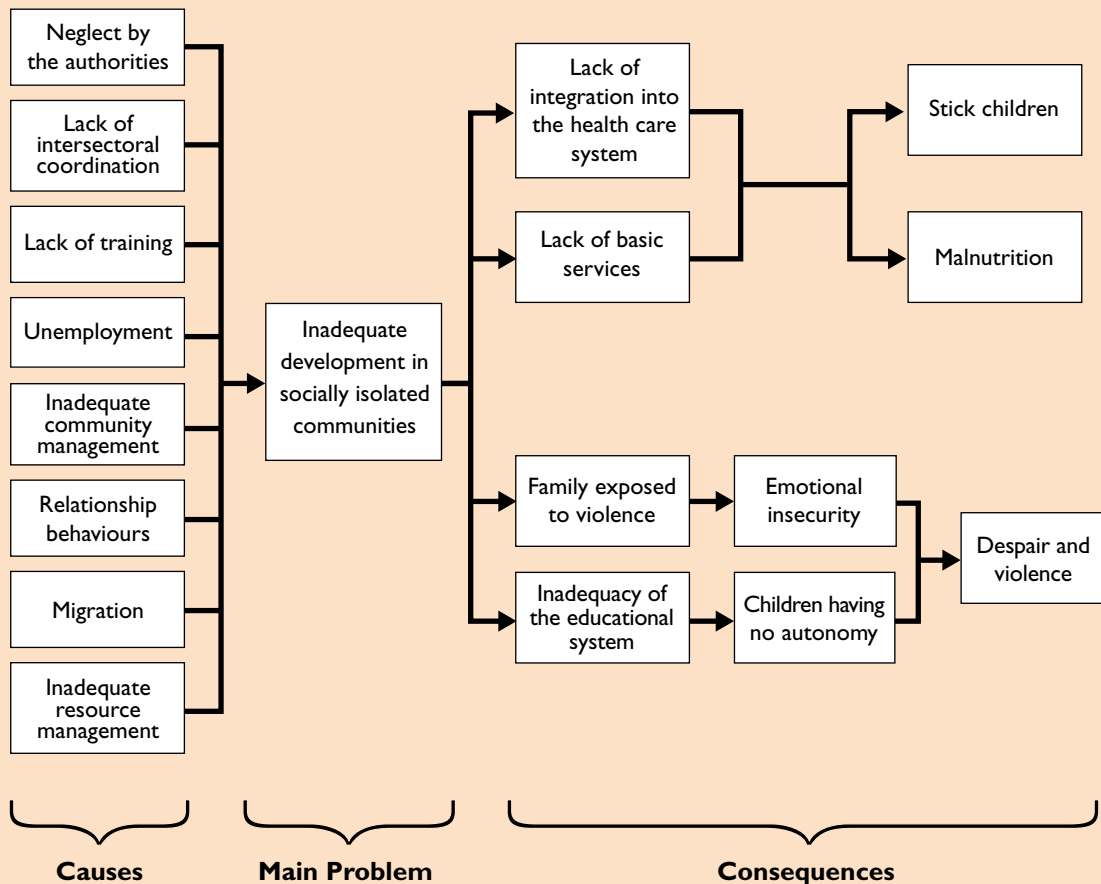 Neglect by
the authorities
Lack of
intersectoral
coordination
Lack of training
Unemployment
Inadequate
community
management
Relationship
behaviours
Migration
Inadequate
resource
management
Inadequate
development in
socially isolated
communities
Lack of
integration into
the health care
system
Lack of basic
services
Stick children
Malnutrition
Family exposed
to violence
Emotional
insecurity
Inadequacy of
the educational
system
Children having
no autonomy
Despair and
violence
Causes
Main Problem
Consequences